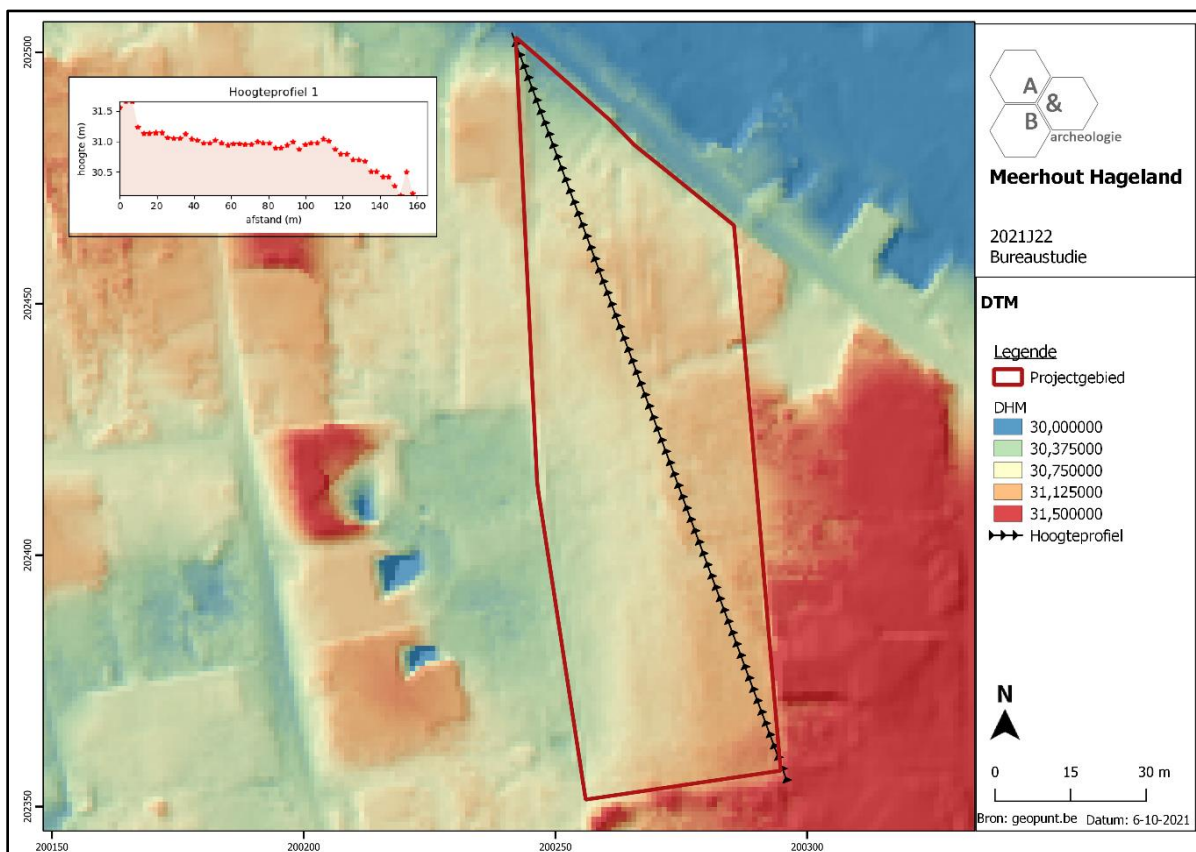 Hoogteprofiel 1
hoogte (m)
31.5
31.0
30.5
0 20 40 60 80 100 120 140 160
afstand (m)
202500
202450
202400
202350
200150 200200 200250 200300
A
&
B
archeologie
Meerhout Hageland
2021J22
Bureaustudie
DTM
Legende
Projectgebied
DHM
30,000000
30,375000
30,750000
31,125000
31,500000
Hoogteprofiel
N
0 15 30 m
Bron: geopunt.be Datum: 6-10-2021